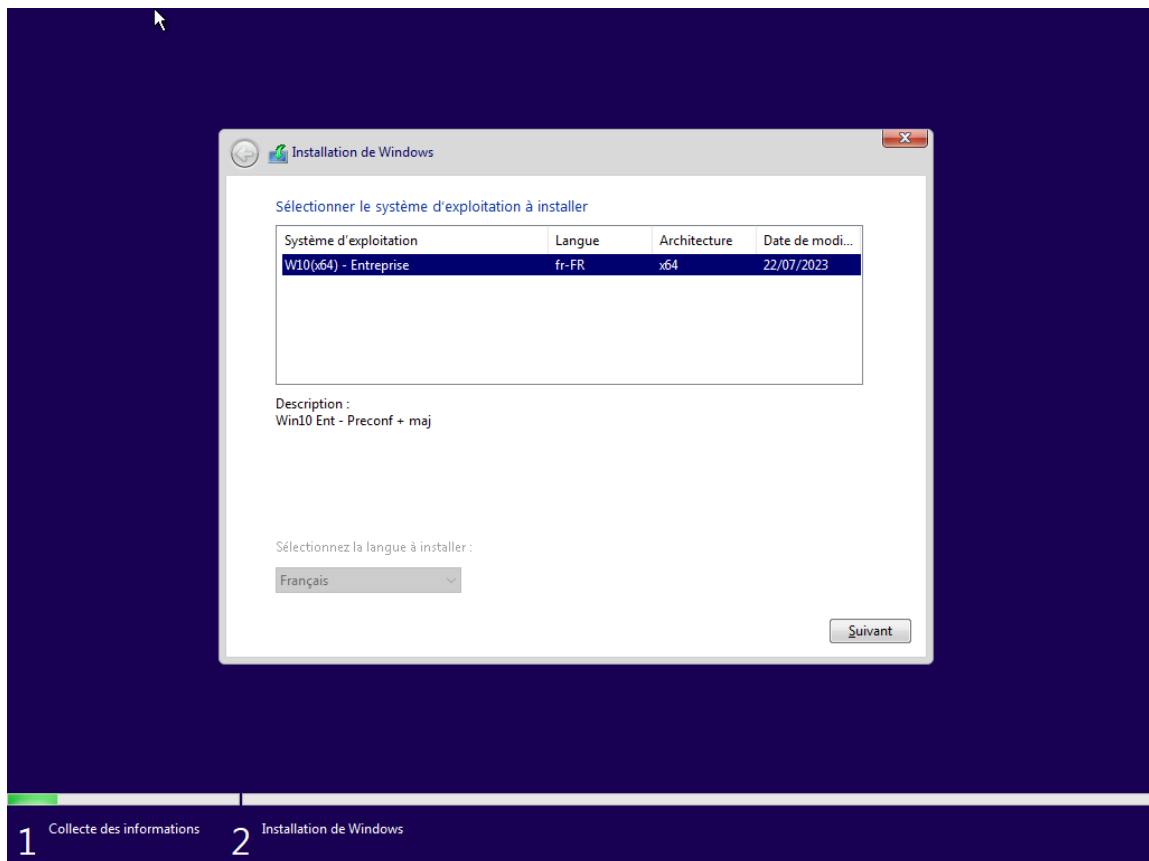 Installation de Windows
Sélectionner le système d'exploitation à installer
Système d'exploitation Langue Architecture Date de modi...
W10(x64) - Entreprise fr-FR x64 22/07/2023
Description :
Win10 Ent - Preconf + maj
Sélectionnez la langue à installer :
Français
Suivant
1 Collecte des informations 2 Installation de Windows